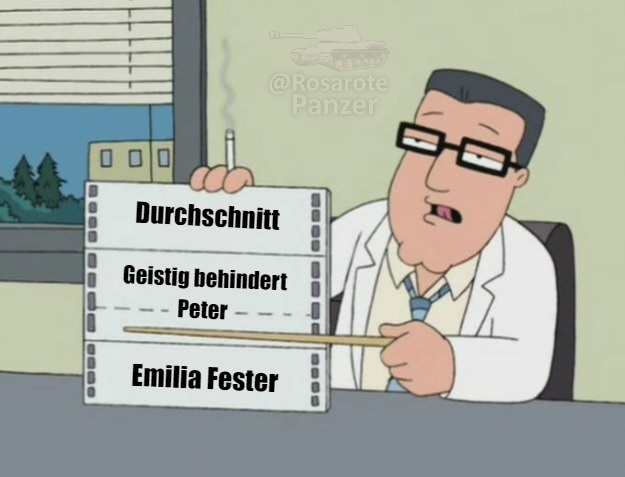 @Rosarote
Panzer
Durchschnitt
Geistig behindert
Peter
Emilia Fester